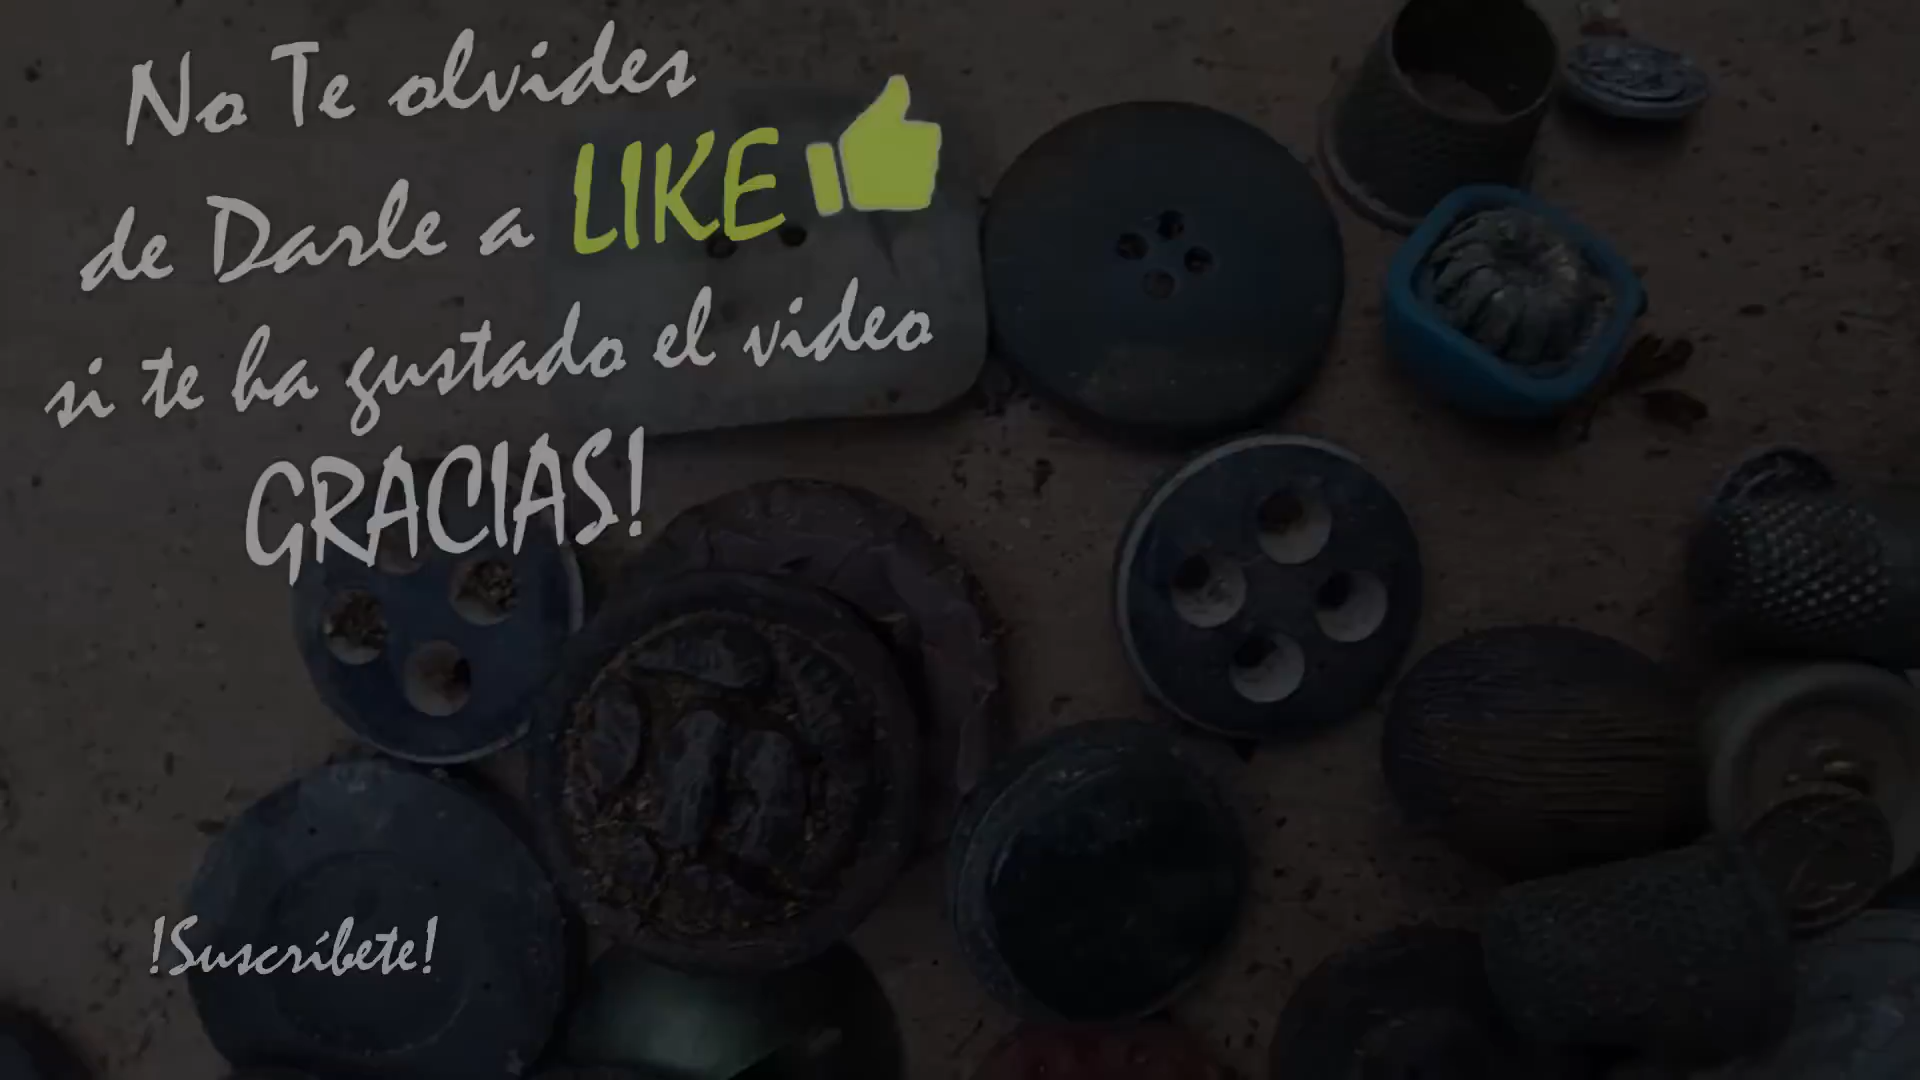 No Te olvides
de Darle a LIKE
si te ha gustado el video
GRACIAS!
!Suscríbete!